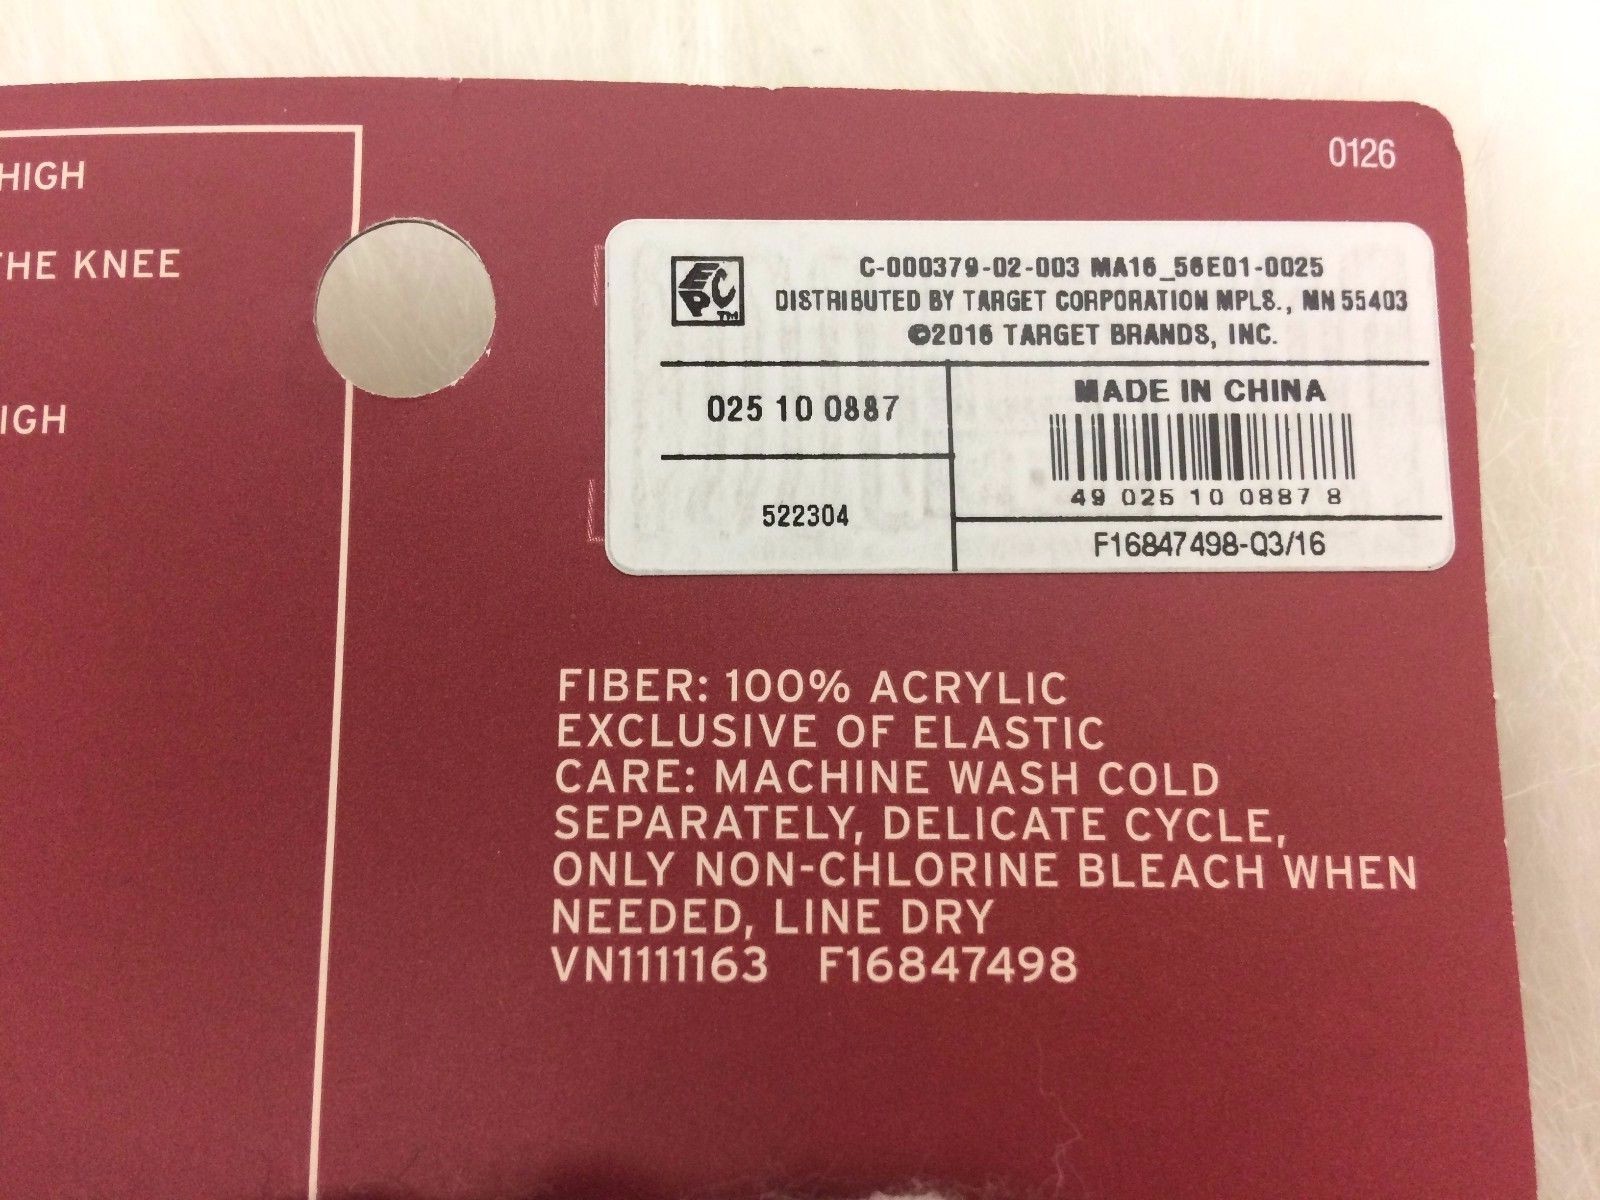 0126
HIGH
THE KNEE
IGH
EPC TM
C-000379-02-003 MA16_56E01-0025
DISTRIBUTED BY TARGET CORPORATION MPLS., MN 55403
©2016 TARGET BRANDS, INC.
025 10 0887
522304
MADE IN CHINA
49 025 10 0887 8
F16847498-Q3/16
FIBER: 100% ACRYLIC
EXCLUSIVE OF ELASTIC
CARE: MACHINE WASH COLD
SEPARATELY, DELICATE CYCLE,
ONLY NON-CHLORINE BLEACH WHEN
NEEDED, LINE DRY
VN1111163 F16847498